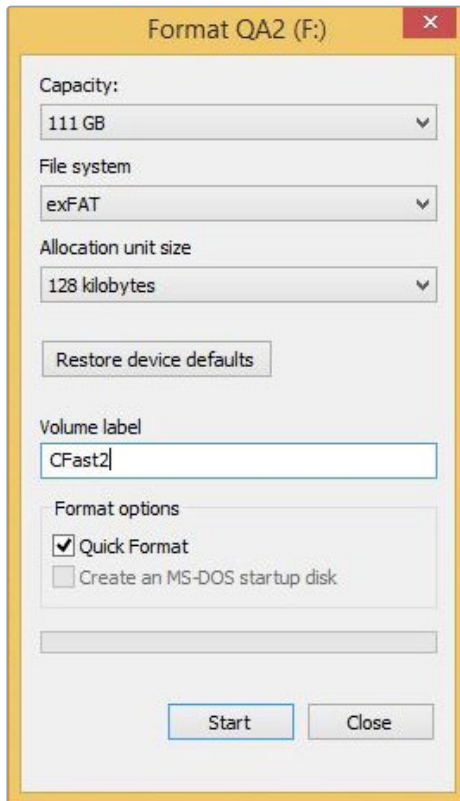 Format QA2 (F:)
Capacity:
111 GB
File system
exFAT
Allocation unit size
128 kilobytes
Restore device defaults
Volume label
CFast2
Format options
Quick Format
Create an MS-DOS startup disk
Start Close